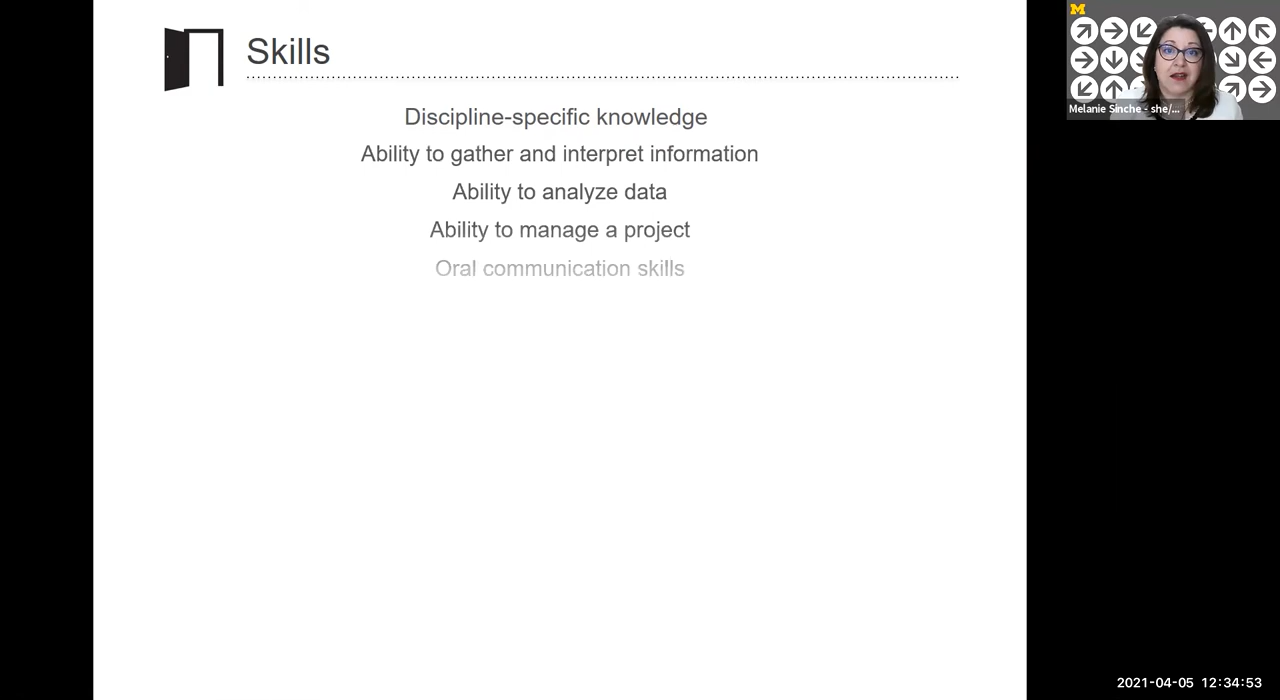 Skills
Discipline-specific knowledge
Ability to gather and interpret information
Ability to analyze data
Ability to manage a project
Oral communication skills
M
Melanie Sinche - she/...
2021-04-05 12:34:53